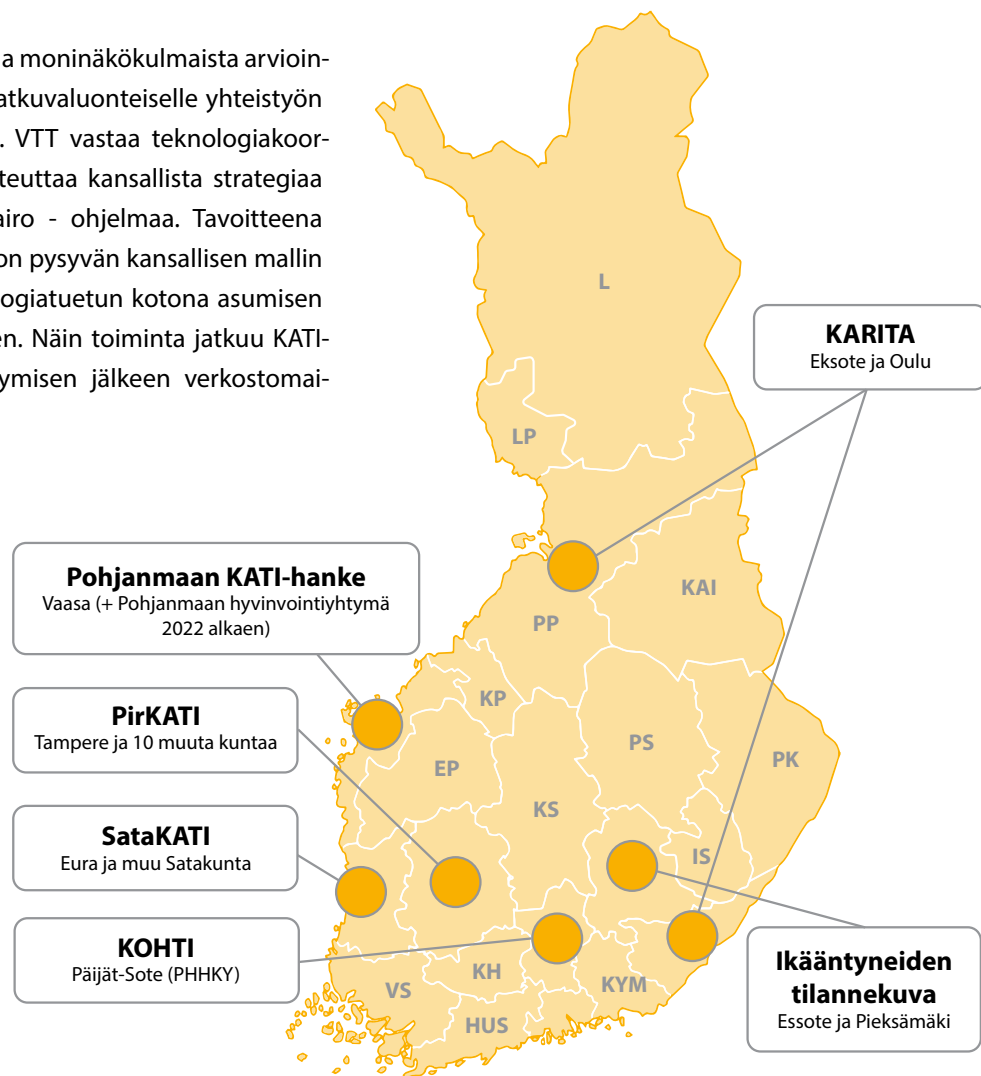 a moninäkökulmaista arvioin-
atkuvaluonteiselle yhteistyön
. VTT vastaa teknologiakoor-
teuttaa kansallista strategiaa
airo - ohjelmaa. Tavoitteena
on pysyvän kansallisen mallin
ogiatuetun kotona asumisen
en. Näin toiminta jatkuu KATI-
ymisen jälkeen verkostomai-
L
KARITA
Eksote ja Oulu
LP
Pohjanmaan KATI-hanke
Vaasa (+ Pohjanmaan hyvinvointiyhtymä
2022 alkaen)
KAI
PP
KP
PirKATI
Tampere ja 10 muuta kuntaa
PS
PK
EP
KS
SataKATI
Eura ja muu Satakunta
IS
KOHTI
Päijät-Sote (PHHKY)
KH
VS
KYM
HUS
Ikääntyneiden
tilannekuva
Essote ja Pieksämäki